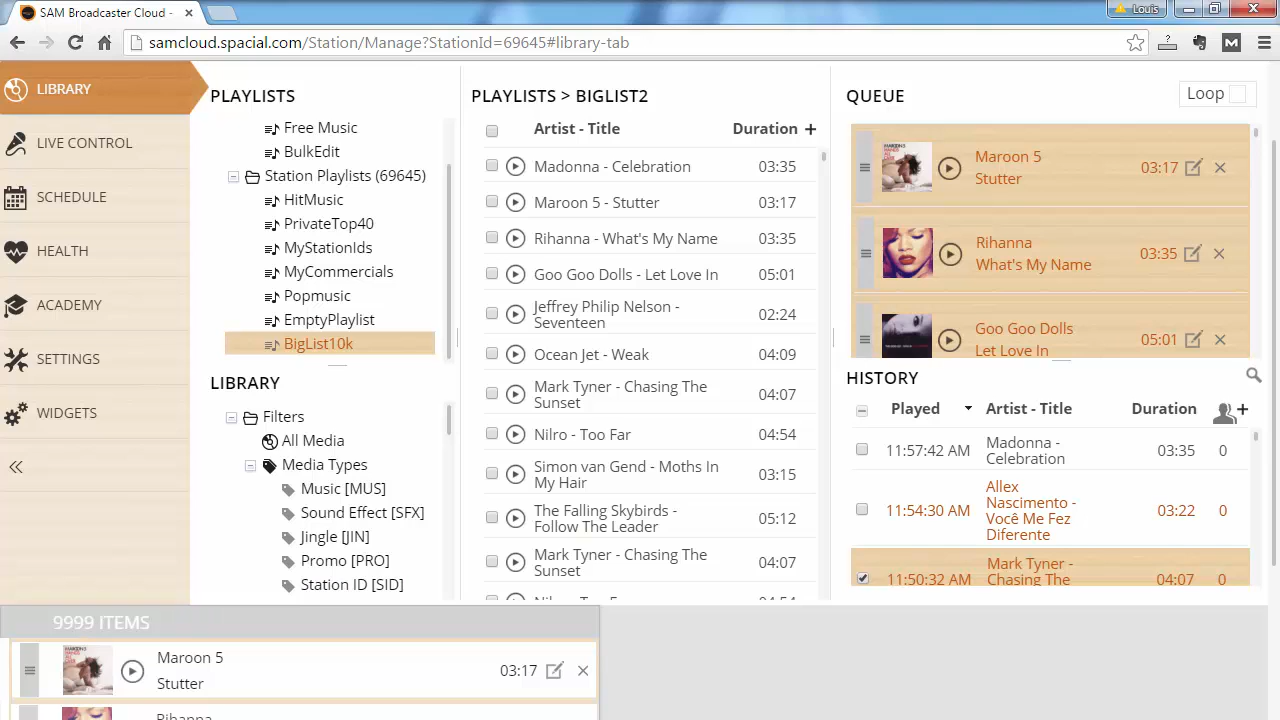 SAM Broadcaster Cloud -
Louis
samcloud.spacial.com/Station/Manage?StationId=69645#library-tab
LIBRARY
LIVE CONTROL
SCHEDULE
HEALTH
ACADEMY
SETTINGS
WIDGETS
PLAYLISTS
Free Music
BulkEdit
Station Playlists (69645)
HitMusic
PrivateTop40
MyStationIds
MyCommercials
Popmusic
EmptyPlaylist
BigList10k
LIBRARY
Filters
All Media
Media Types
Music [MUS]
Sound Effect [SFX]
Jingle [JIN]
Promo [PRO]
Station ID [SID]
PLAYLISTS > BIGLIST2
Artist - Title Duration +
Madonna - Celebration 03:35
Maroon 5 - Stutter 03:17
Rihanna - What's My Name 03:35
Goo Goo Dolls - Let Love In 05:01
Jeffrey Philip Nelson -
Seventeen 02:24
Ocean Jet - Weak 04:09
Mark Tyner - Chasing The
Sunset 04:07
Nilro - Too Far 04:54
Simon van Gend - Moths In
My Hair 03:15
The Falling Skybirds -
Follow The Leader 05:12
Mark Tyner - Chasing The
Sunset 04:07
Nilro - Too Far 04:54
QUEUE
Loop
Maroon 5
Stutter 03:17
Rihanna
What's My Name 03:35
Goo Goo Dolls
Let Love In 05:01
HISTORY
Played Artist - Title Duration +
11:57:42 AM Madonna -
Celebration 03:35 0
11:54:30 AM Allex
Nascimento -
Você Me Fez
Diferente 03:22 0
11:50:32 AM Mark Tyner -
Chasing The 04:07 0
9999 ITEMS
Maroon 5
Stutter 03:17
Rihanna